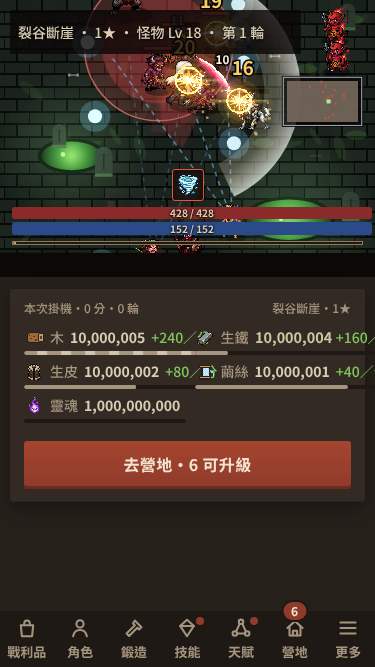 19
裂谷斷崖 · 1★ · 怪物 Lv 18 · 第 1 輪
20
10
16
428 / 428
152 / 152
本次掛機·0 分·0 輪 裂谷斷崖·1★
木 10,000,005 +240／ 生鐵 10,000,004 +160／
生皮 10,000,002 +80／ 繭絲 10,000,001 +40／
靈魂 1,000,000,000
去營地·6 可升級
6
戰利品 角色 鍛造 技能 天賦 營地 更多